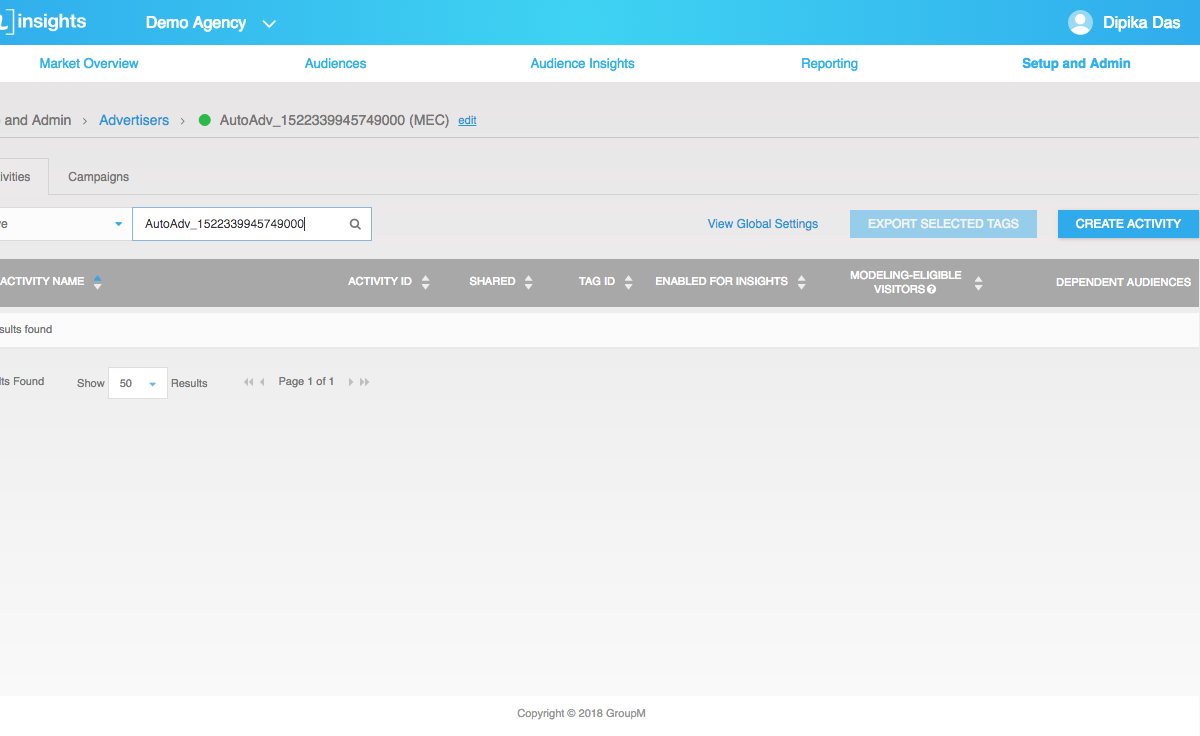 insights Demo Agency Dipika Das
Market Overview Audiences Audience Insights Reporting Setup and Admin
and Admin › Advertisers › AutoAdv_1522339945749000 (MEC) edit
ivities Campaigns
e AutoAdv_1522339945749000 View Global Settings EXPORT SELECTED TAGS CREATE ACTIVITY
ACTIVITY NAME ACTIVITY ID SHARED TAG ID ENABLED FOR INSIGHTS MODELING-ELIGIBLE
VISITORS DEPENDENT AUDIENCES
sults found
lts Found Show 50 Results Page 1 of 1
Copyright © 2018 GroupM